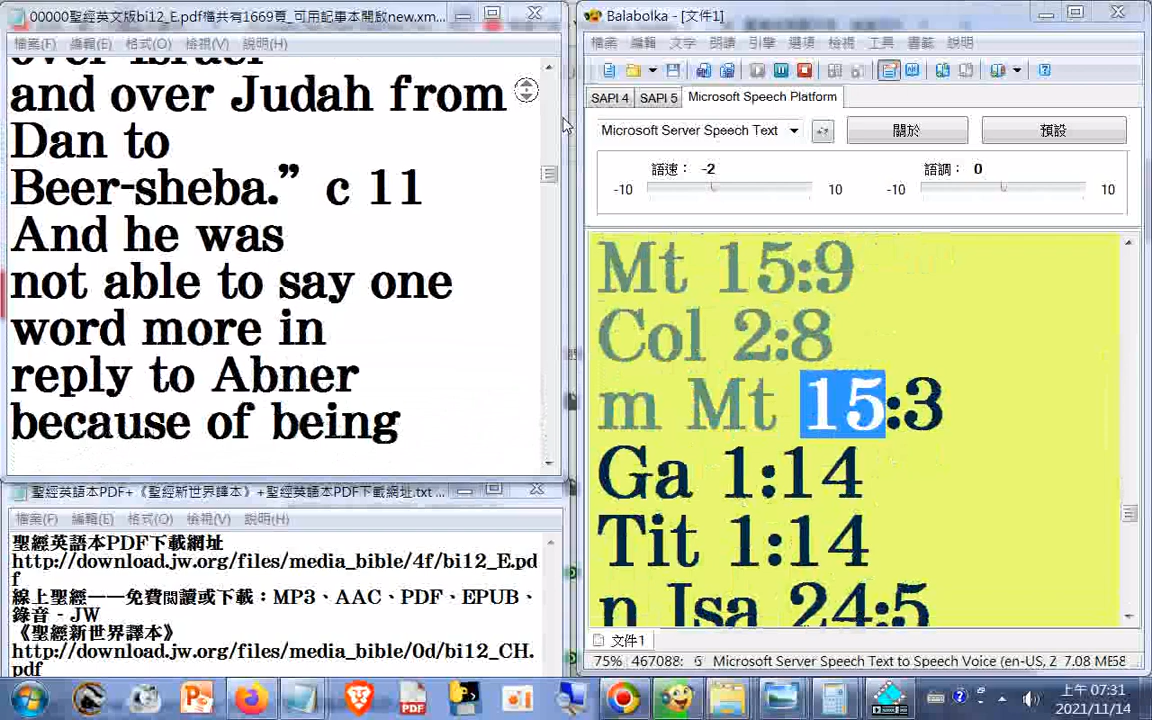 00000聖經英文版bi12_E.pdf檔共有1669頁_可用記事本開啟new.xm...
檔案(F) 編輯(E) 格式(O) 檢視(V) 說明(H)
over Israel
and over Judah from
Dan to
Beer-sheba.” c 11
And he was
not able to say one
word more in
reply to Abner
because of being
聖經英語本PDF+《聖經新世界譯本》+聖經英語本PDF下載網址.txt ...
檔案(F) 編輯(E) 格式(O) 檢視(V) 說明(H)
聖經英語本PDF下載網址
http://download.jw.org/files/media_bible/4f/bi12_E.pd
f
線上聖經——免費閱讀或下載：MP3、AAC、PDF、EPUB、
錄音 - JW
《聖經新世界譯本》
http://download.jw.org/files/media_bible/0d/bi12_CH.
pdf
Balabolka - [文件1]
檔案 編輯 文字 朗讀 引擎 選項 檢視 工具 書籤 說明
SAPI 4 SAPI 5 Microsoft Speech Platform
Microsoft Server Speech Text 關於 預設
語速： -2 語調： 0
-10 10 -10 10
Mt 15:9
Col 2:8
m Mt 15:3
Ga 1:14
Tit 1:14
n Isa 24:5
文件1
75% 467088: 6 Microsoft Server Speech Text to Speech Voice (en-US, Z 7.08 ME58
上午 07:31
2021/11/14